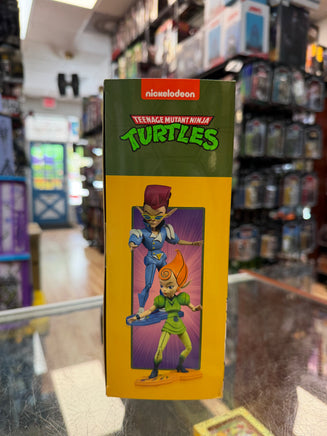 nickelodeon
TEENAGE MUTANT NINJA
TURTLES